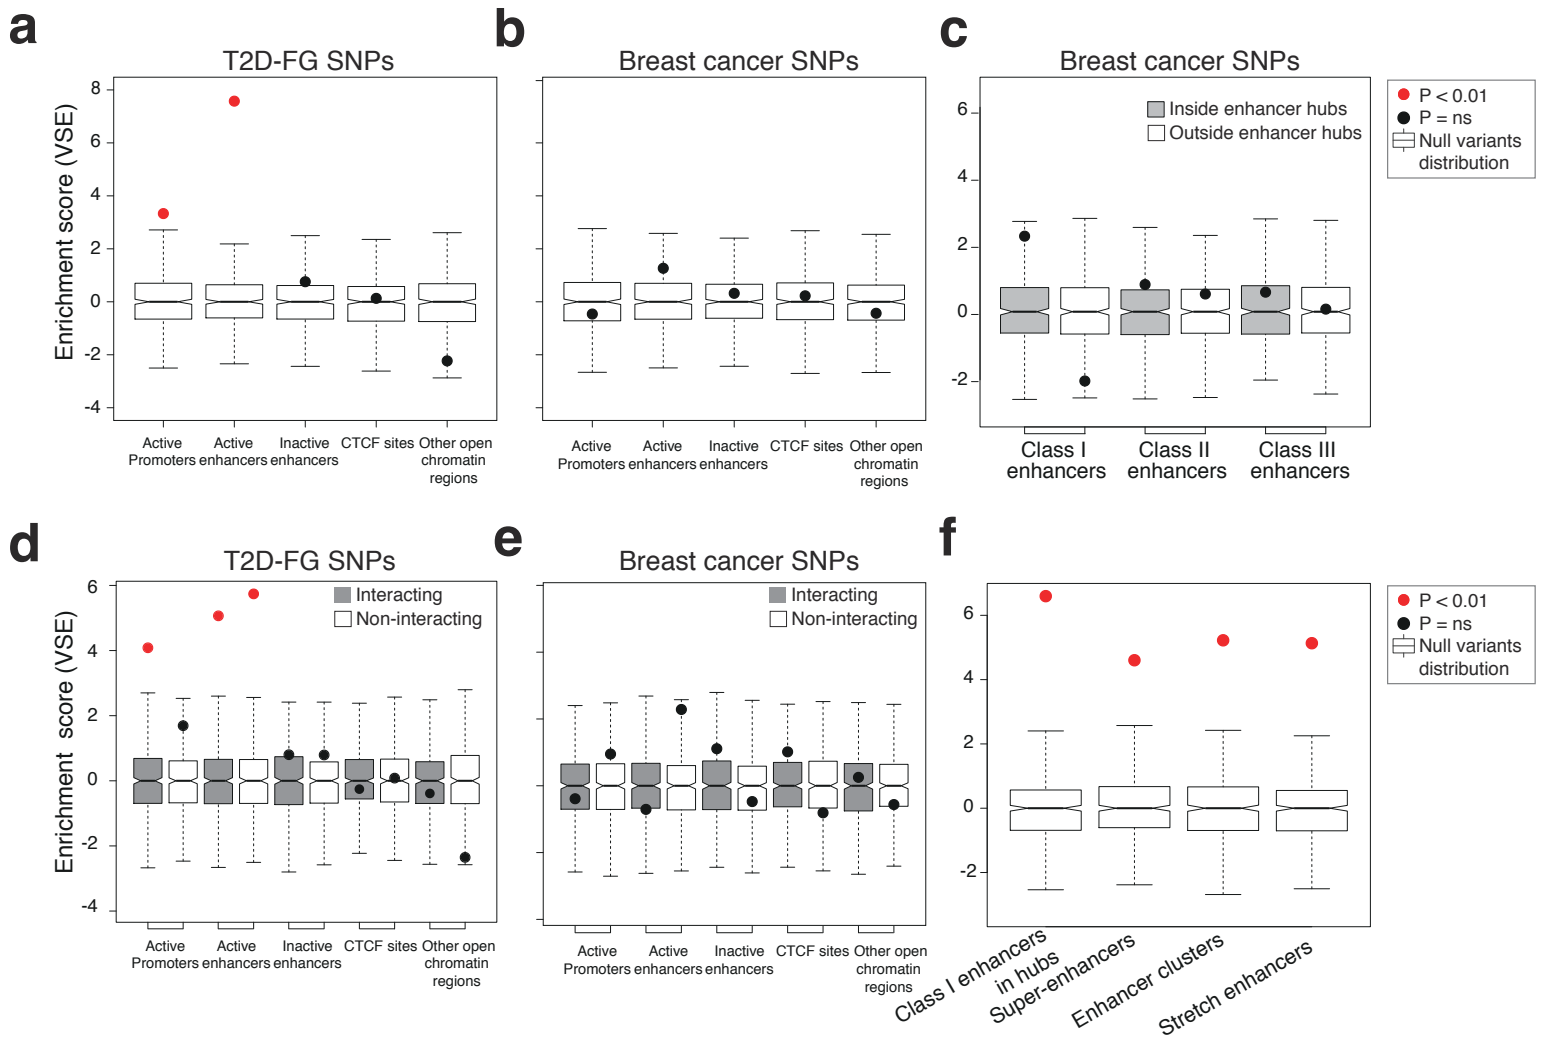 a
T2D-FG SNPs
Enrichment score (VSE)
8
6
4
2
0
-2
-4
Active
Promoters
Active
enhancers
Inactive
enhancers
CTCF sites
Other open
chromatin
regions
b
Breast cancer SNPs
Active
Promoters
Active
enhancers
Inactive
enhancers
CTCF sites
Other open
chromatin
regions
c
Breast cancer SNPs
Inside enhancer hubs
Outside enhancer hubs
6
4
2
0
-2
Class I
enhancers
Class II
enhancers
Class III
enhancers
P < 0.01
P = ns
Null variants
distribution
d
T2D-FG SNPs
Interacting
Non-interacting
Enrichment score (VSE)
6
4
2
0
-2
-4
Active
Promoters
Active
enhancers
Inactive
enhancers
CTCF sites
Other open
chromatin
regions
e
Breast cancer SNPs
Interacting
Non-interacting
Active
Promoters
Active
enhancers
Inactive
enhancers
CTCF sites
Other open
chromatin
regions
f
6
4
2
0
-2
Class I enhancers
in hubs
Super-enhancers
Enhancer clusters
Stretch enhancers
P < 0.01
P = ns
Null variants
distribution